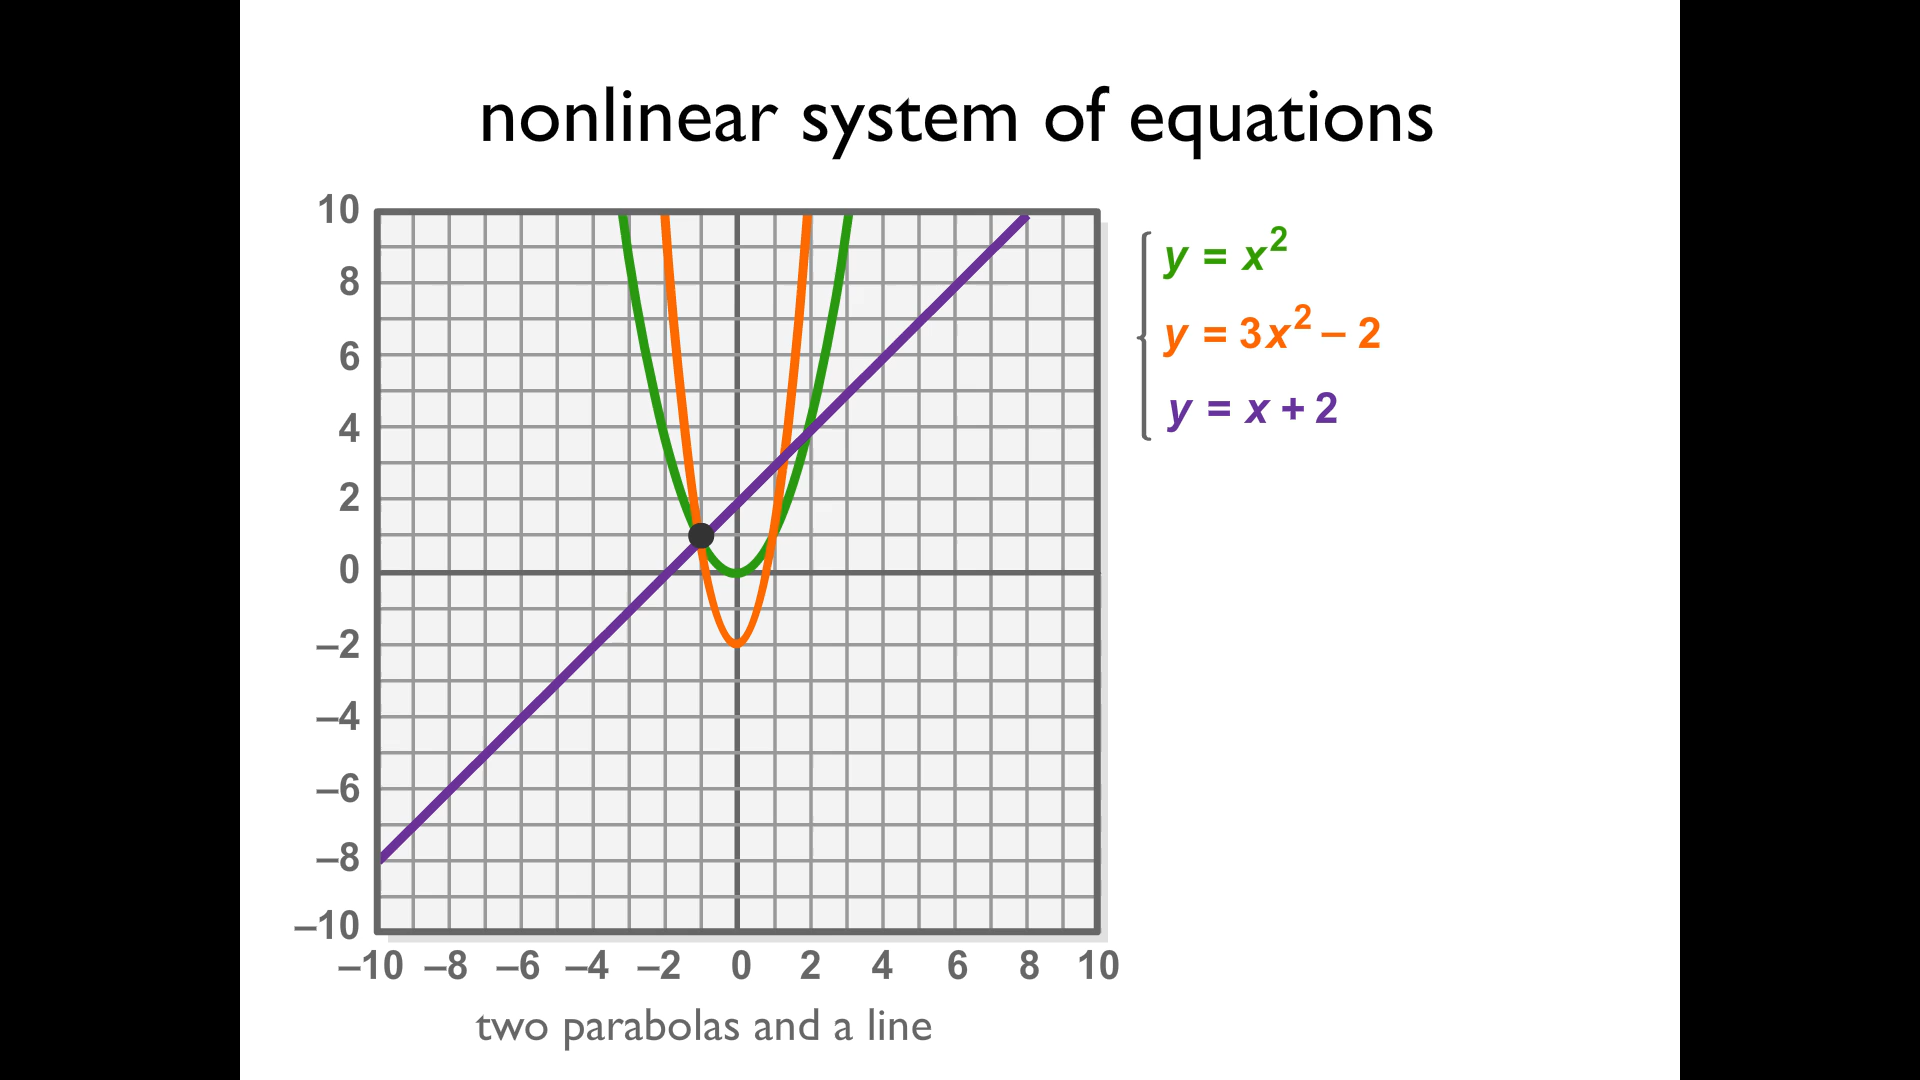 nonlinear system of equations
10
8
6
4
2
0
–2
–4
–6
–8
–10
–10 –8 –6 –4 –2 0 2 4 6 8 10
y = x²
y = 3x² – 2
y = x + 2
two parabolas and a line